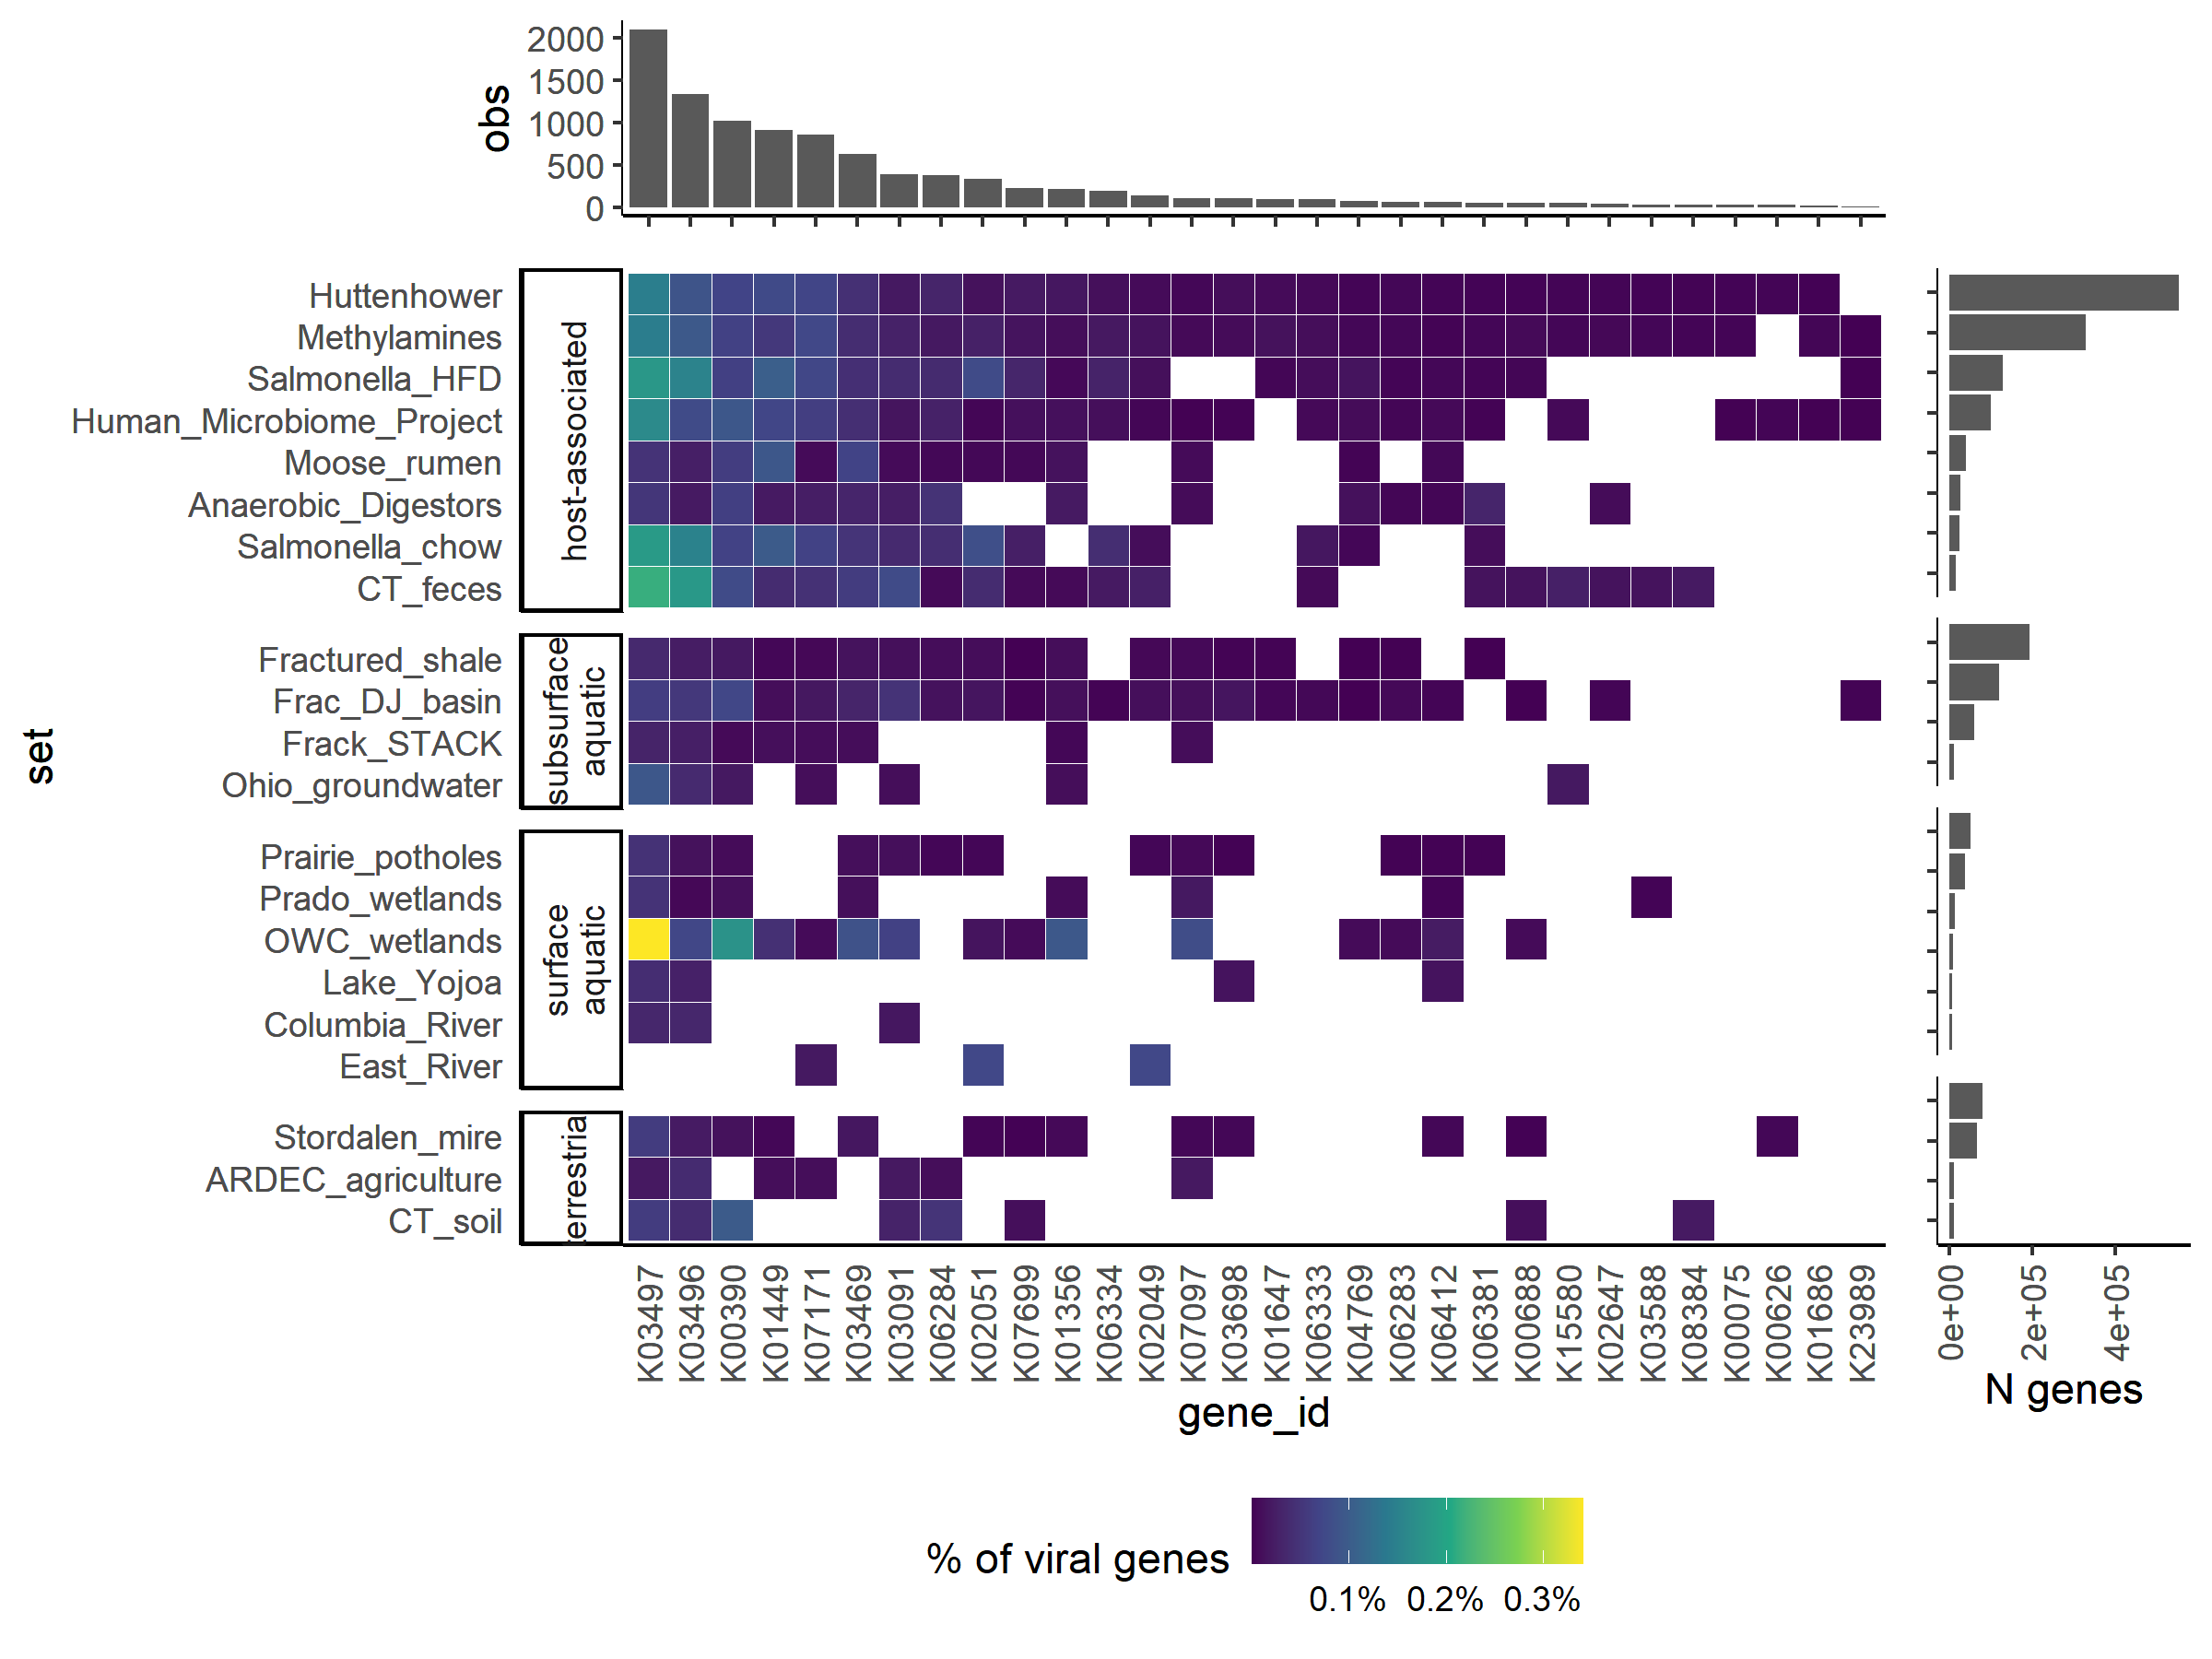 2000
1500
1000
500
0
obs
Huttenhower
Methylamines
Salmonella_HFD
Human_Microbiome_Project
Moose_rumen
Anaerobic_Digestors
Salmonella_chow
CT_feces
host-associated
Fractured_shale
Frac_DJ_basin
Frack_STACK
Ohio_groundwater
subsurface
aquatic
set
Prairie_potholes
Prado_wetlands
OWC_wetlands
Lake_Yojoa
Columbia_River
East_River
surface
aquatic
Stordalen_mire
ARDEC_agriculture
CT_soil
errestria
K03497
K03496
K00390
K01449
K07171
K03469
K03091
K06284
K02051
K07699
K01356
K06334
K02049
K07097
K03698
K01647
K06333
K04769
K06283
K06412
K06381
K00688
K15580
K02647
K03588
K08384
K00075
K00626
K01686
K23989
gene_id
0e+00
2e+05
4e+05
N genes
% of viral genes
0.1% 0.2% 0.3%